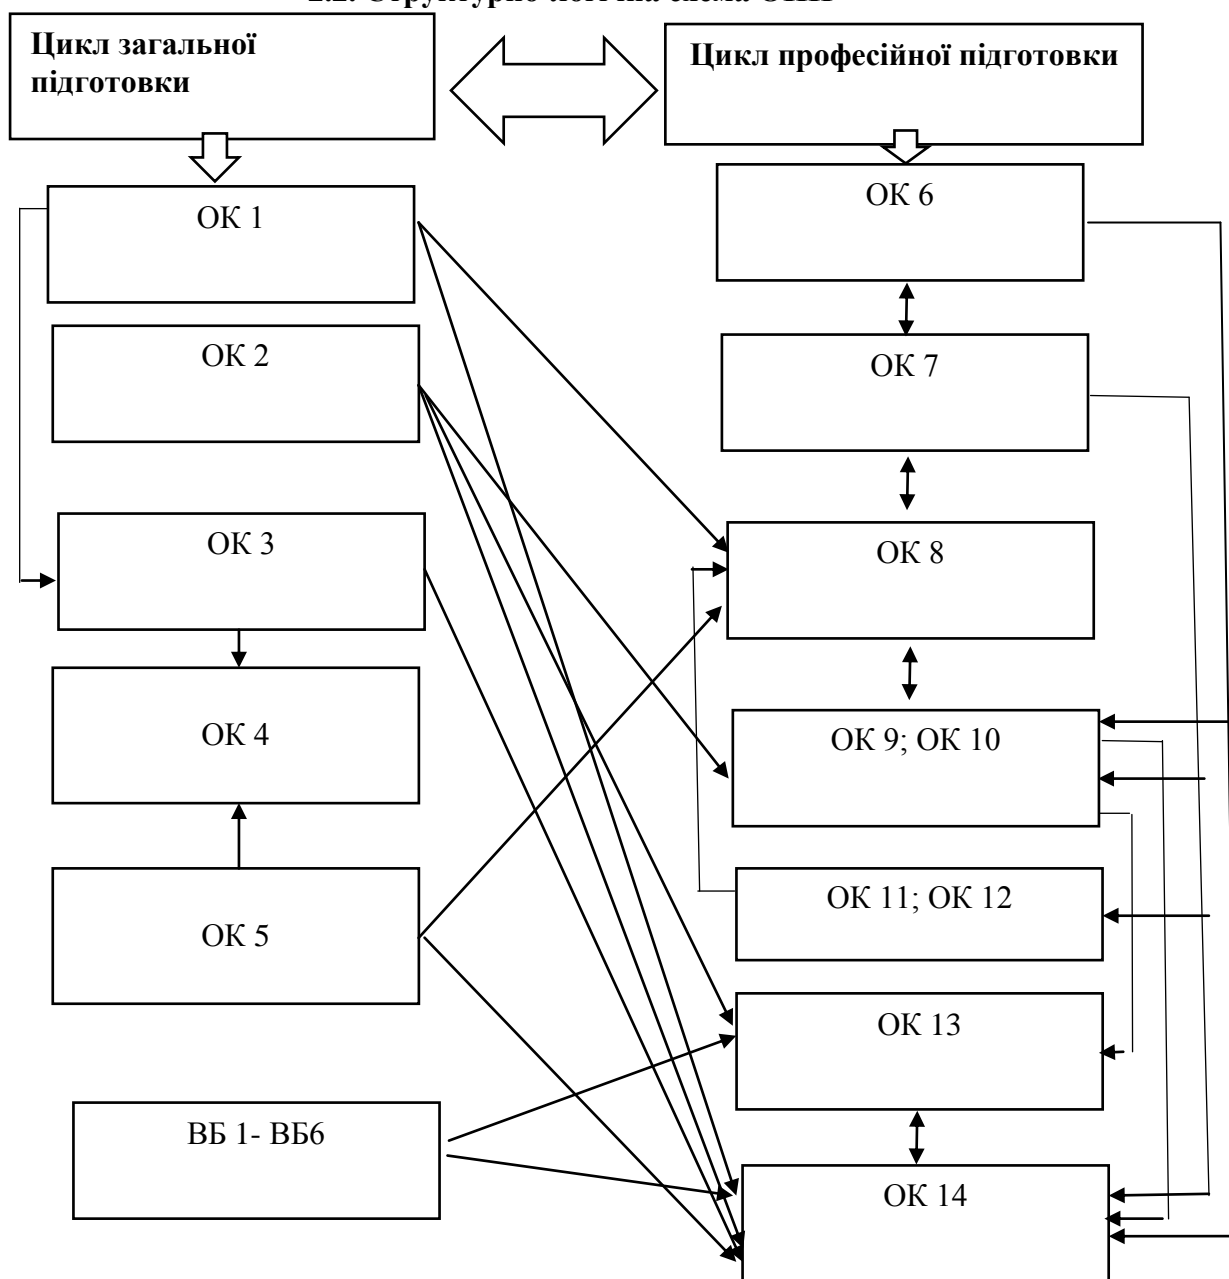 Цикл загальної
підготовки
Цикл професійної підготовки
ОК 1
ОК 2
ОК 3
ОК 4
ОК 5
ВБ 1- ВБ6
ОК 6
ОК 7
ОК 8
ОК 9; ОК 10
ОК 11; ОК 12
ОК 13
ОК 14